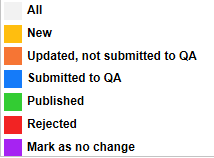 All
New
Updated, not submitted to QA
Submitted to QA
Published
Rejected
Mark as no change